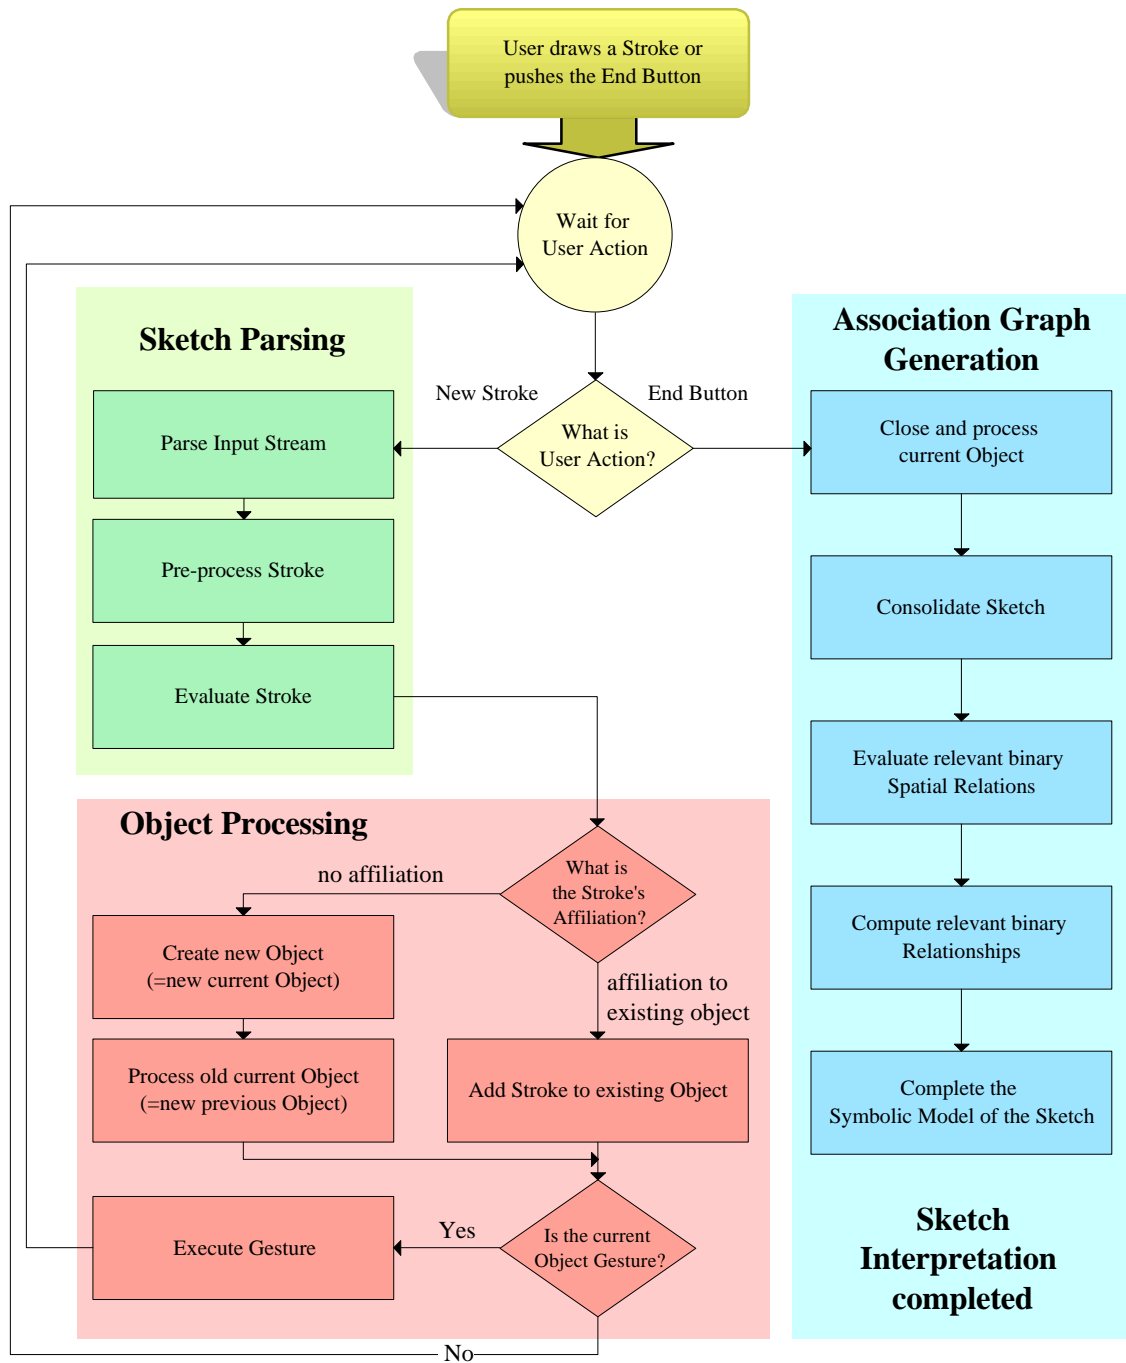 User draws a Stroke or
pushes the End Button
Wait for
User Action
Sketch Parsing
Association Graph
Generation
New Stroke
End Button
What is
User Action?
Parse Input Stream
Pre-process Stroke
Evaluate Stroke
Close and process
current Object
Consolidate Sketch
Evaluate relevant binary
Spatial Relations
Compute relevant binary
Relationships
Complete the
Symbolic Model of the Sketch
Sketch
Interpretation
completed
Object Processing
What is
the Stroke's
Affiliation?
no affiliation
affiliation to
existing object
Create new Object
(=new current Object)
Process old current Object
(=new previous Object)
Add Stroke to existing Object
Is the current
Object Gesture?
Yes
Execute Gesture
No